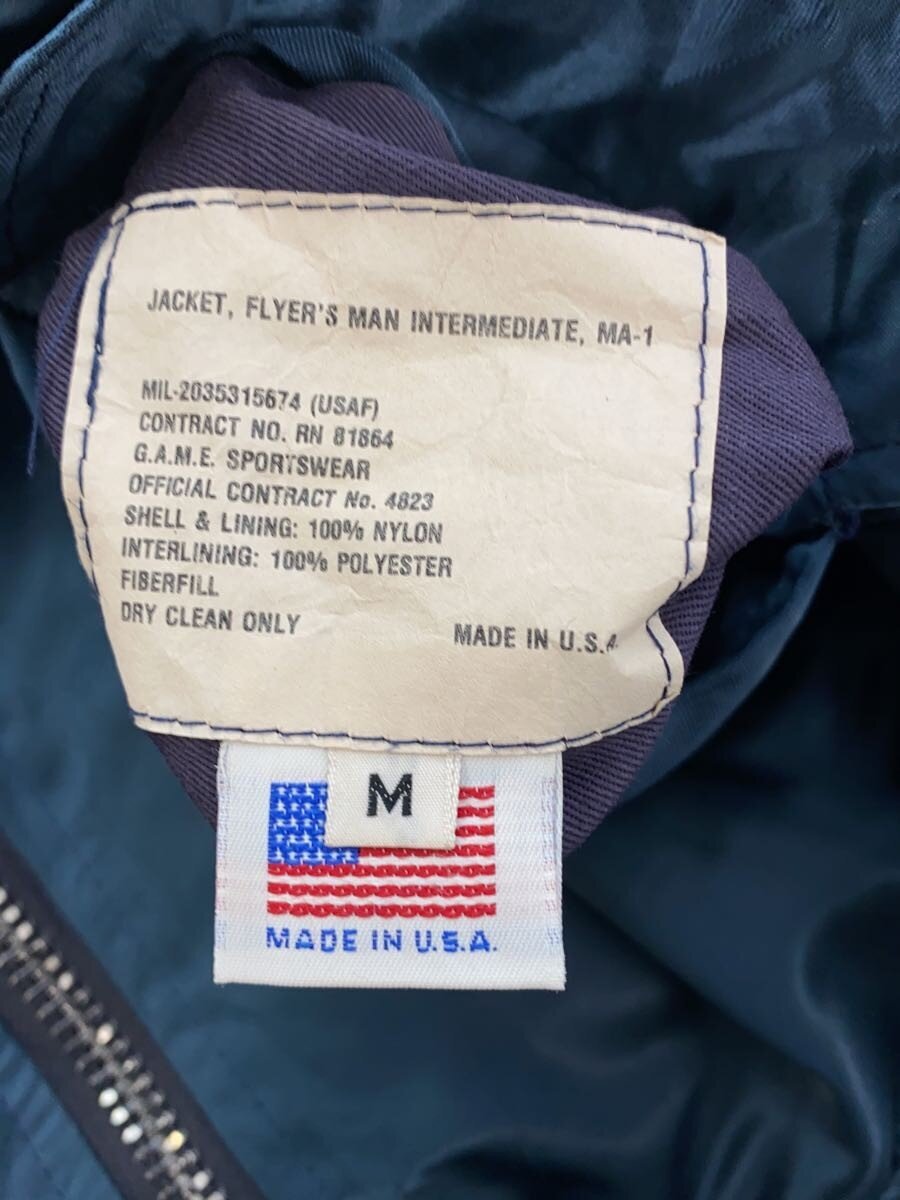 JACKET, FLYER'S MAN INTERMEDIATE, MA-1
MIL-2035315674 (USAF)
CONTRACT NO. RN 81864
G.A.M.E. SPORTSWEAR
OFFICIAL CONTRACT No. 4823
SHELL & LINING: 100% NYLON
INTERLINING: 100% POLYESTER
FIBERFILL
DRY CLEAN ONLY
MADE IN U.S.A
M
MADE IN U.S.A.